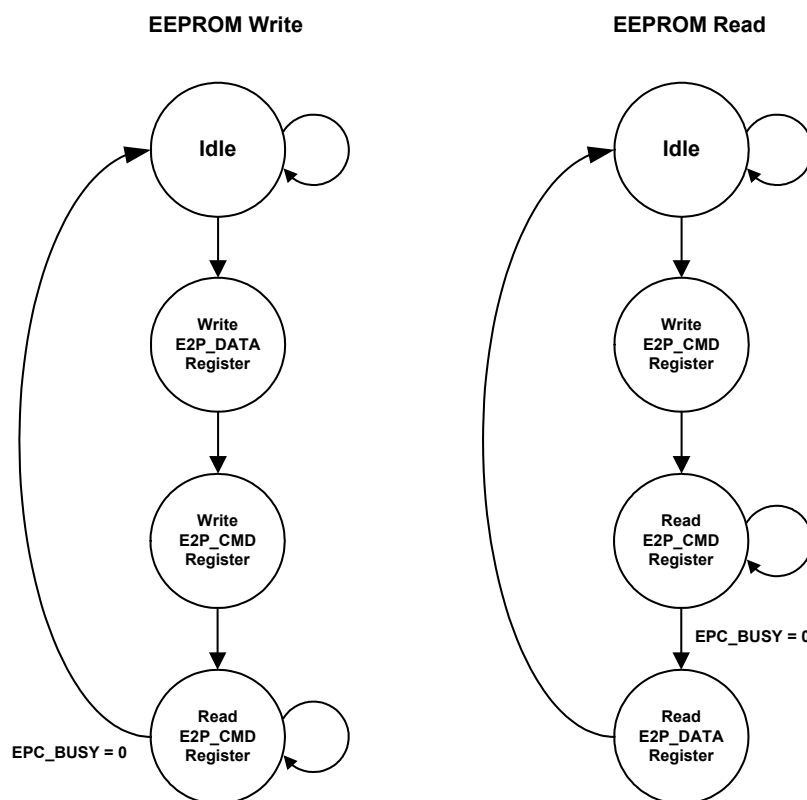 EEPROM Write
Idle
Write
E2P_DATA
Register
Write
E2P_CMD
Register
Read
E2P_CMD
Register
EPC_BUSY = 0
EEPROM Read
Idle
Write
E2P_CMD
Register
Read
E2P_CMD
Register
EPC_BUSY = 0
Read
E2P_DATA
Register